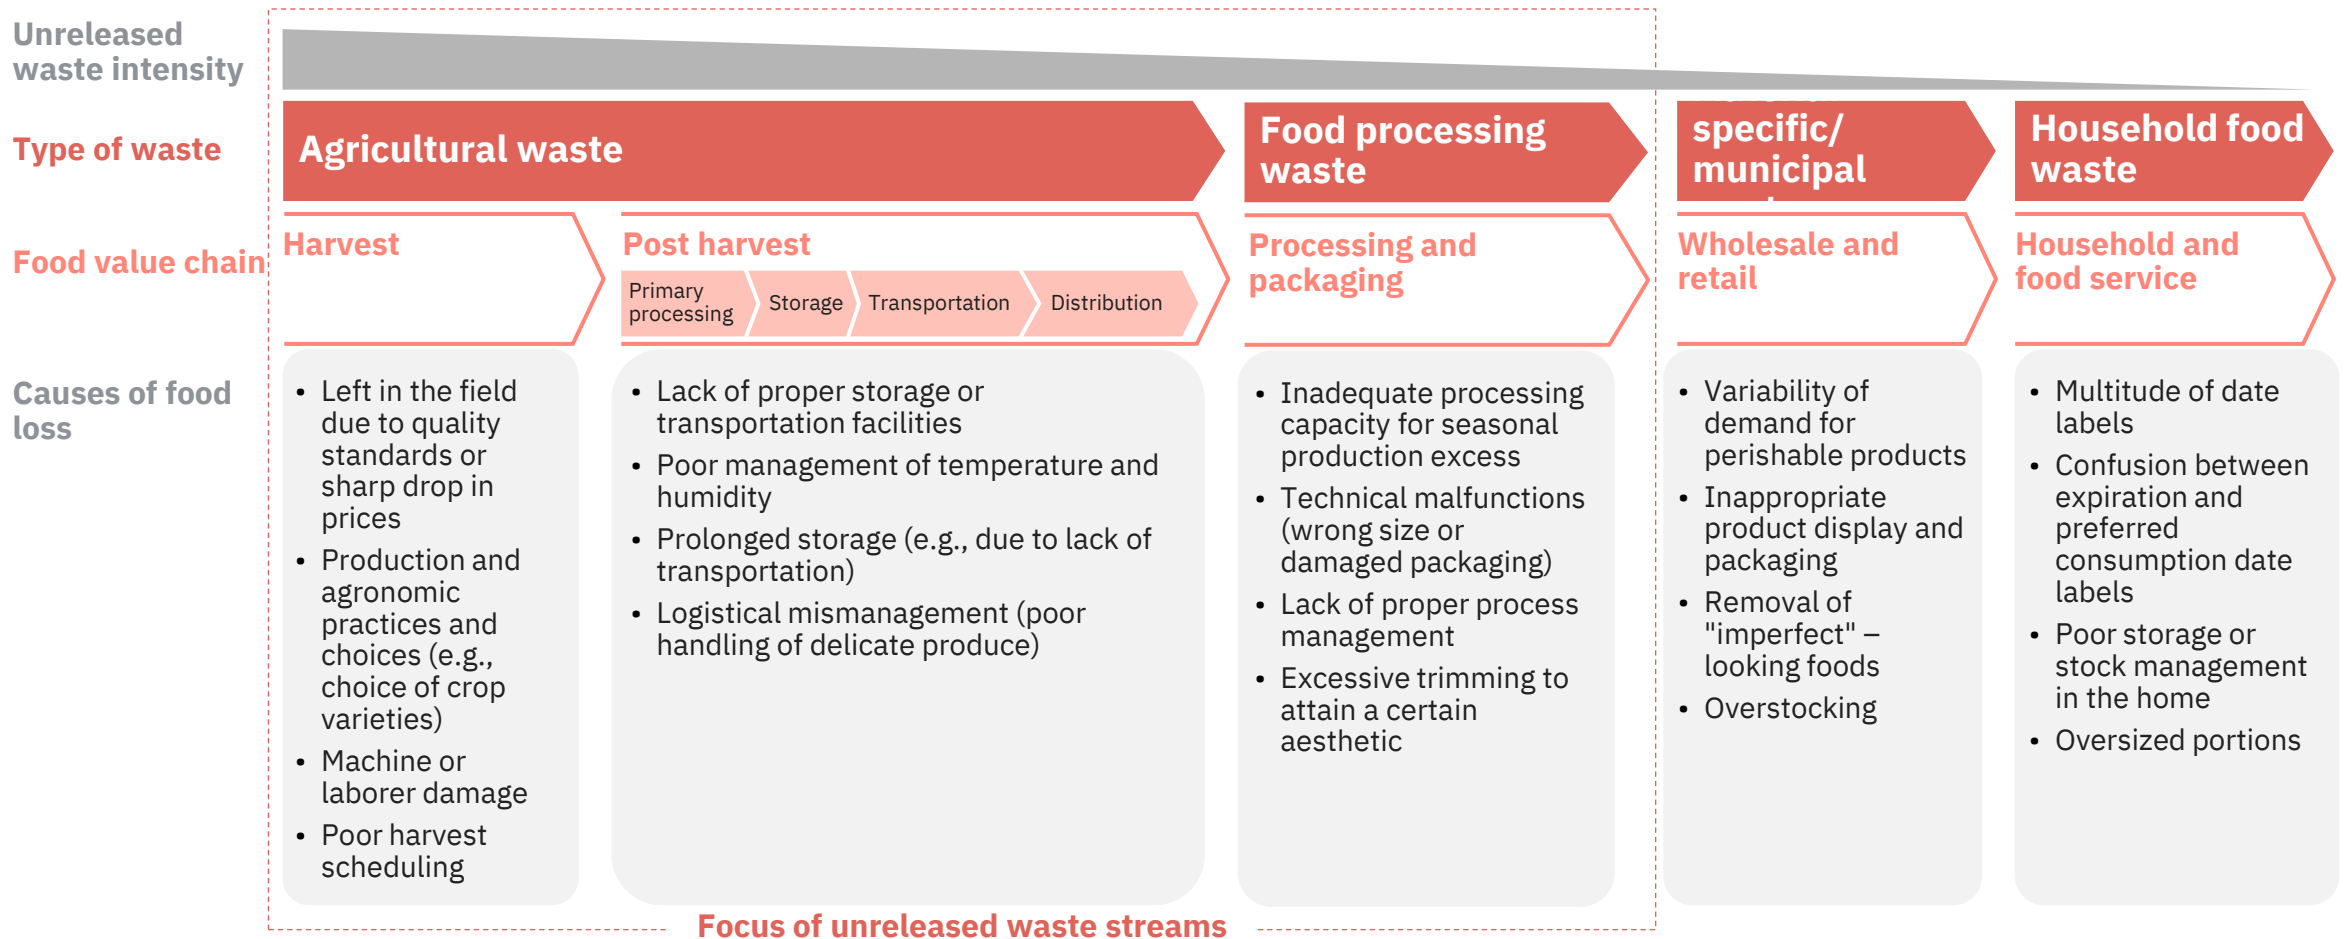 Unreleased
waste intensity
Type of waste
Agricultural waste
Food processing
waste
specific/
municipal
Household food
waste
Food value chain
Harvest
Post harvest
Primary
processing
Storage
Transportation
Distribution
Processing and
packaging
Wholesale and
retail
Household and
food service
Causes of food
loss
• Left in the field
due to quality
standards or
sharp drop in
prices
• Production and
agronomic
practices and
choices (e.g.,
choice of crop
varieties)
• Machine or
laborer damage
• Poor harvest
scheduling
• Lack of proper storage or
transportation facilities
• Poor management of temperature and
humidity
• Prolonged storage (e.g., due to lack of
transportation)
• Logistical mismanagement (poor
handling of delicate produce)
• Inadequate processing
capacity for seasonal
production excess
• Technical malfunctions
(wrong size or
damaged packaging)
• Lack of proper process
management
• Excessive trimming to
attain a certain
aesthetic
• Variability of
demand for
perishable products
• Inappropriate
product display and
packaging
• Removal of
"imperfect" –
looking foods
• Overstocking
• Multitude of date
labels
• Confusion between
expiration and
preferred
consumption date
labels
• Poor storage or
stock management
in the home
• Oversized portions
Focus of unreleased waste streams